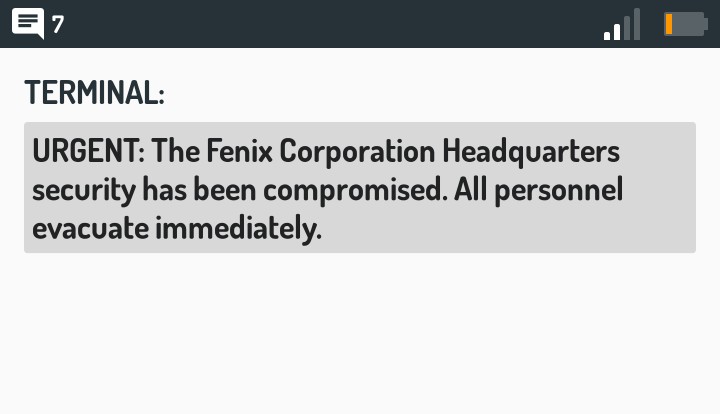 7
TERMINAL:
URGENT: The Fenix Corporation Headquarters
security has been compromised. All personnel
evacuate immediately.